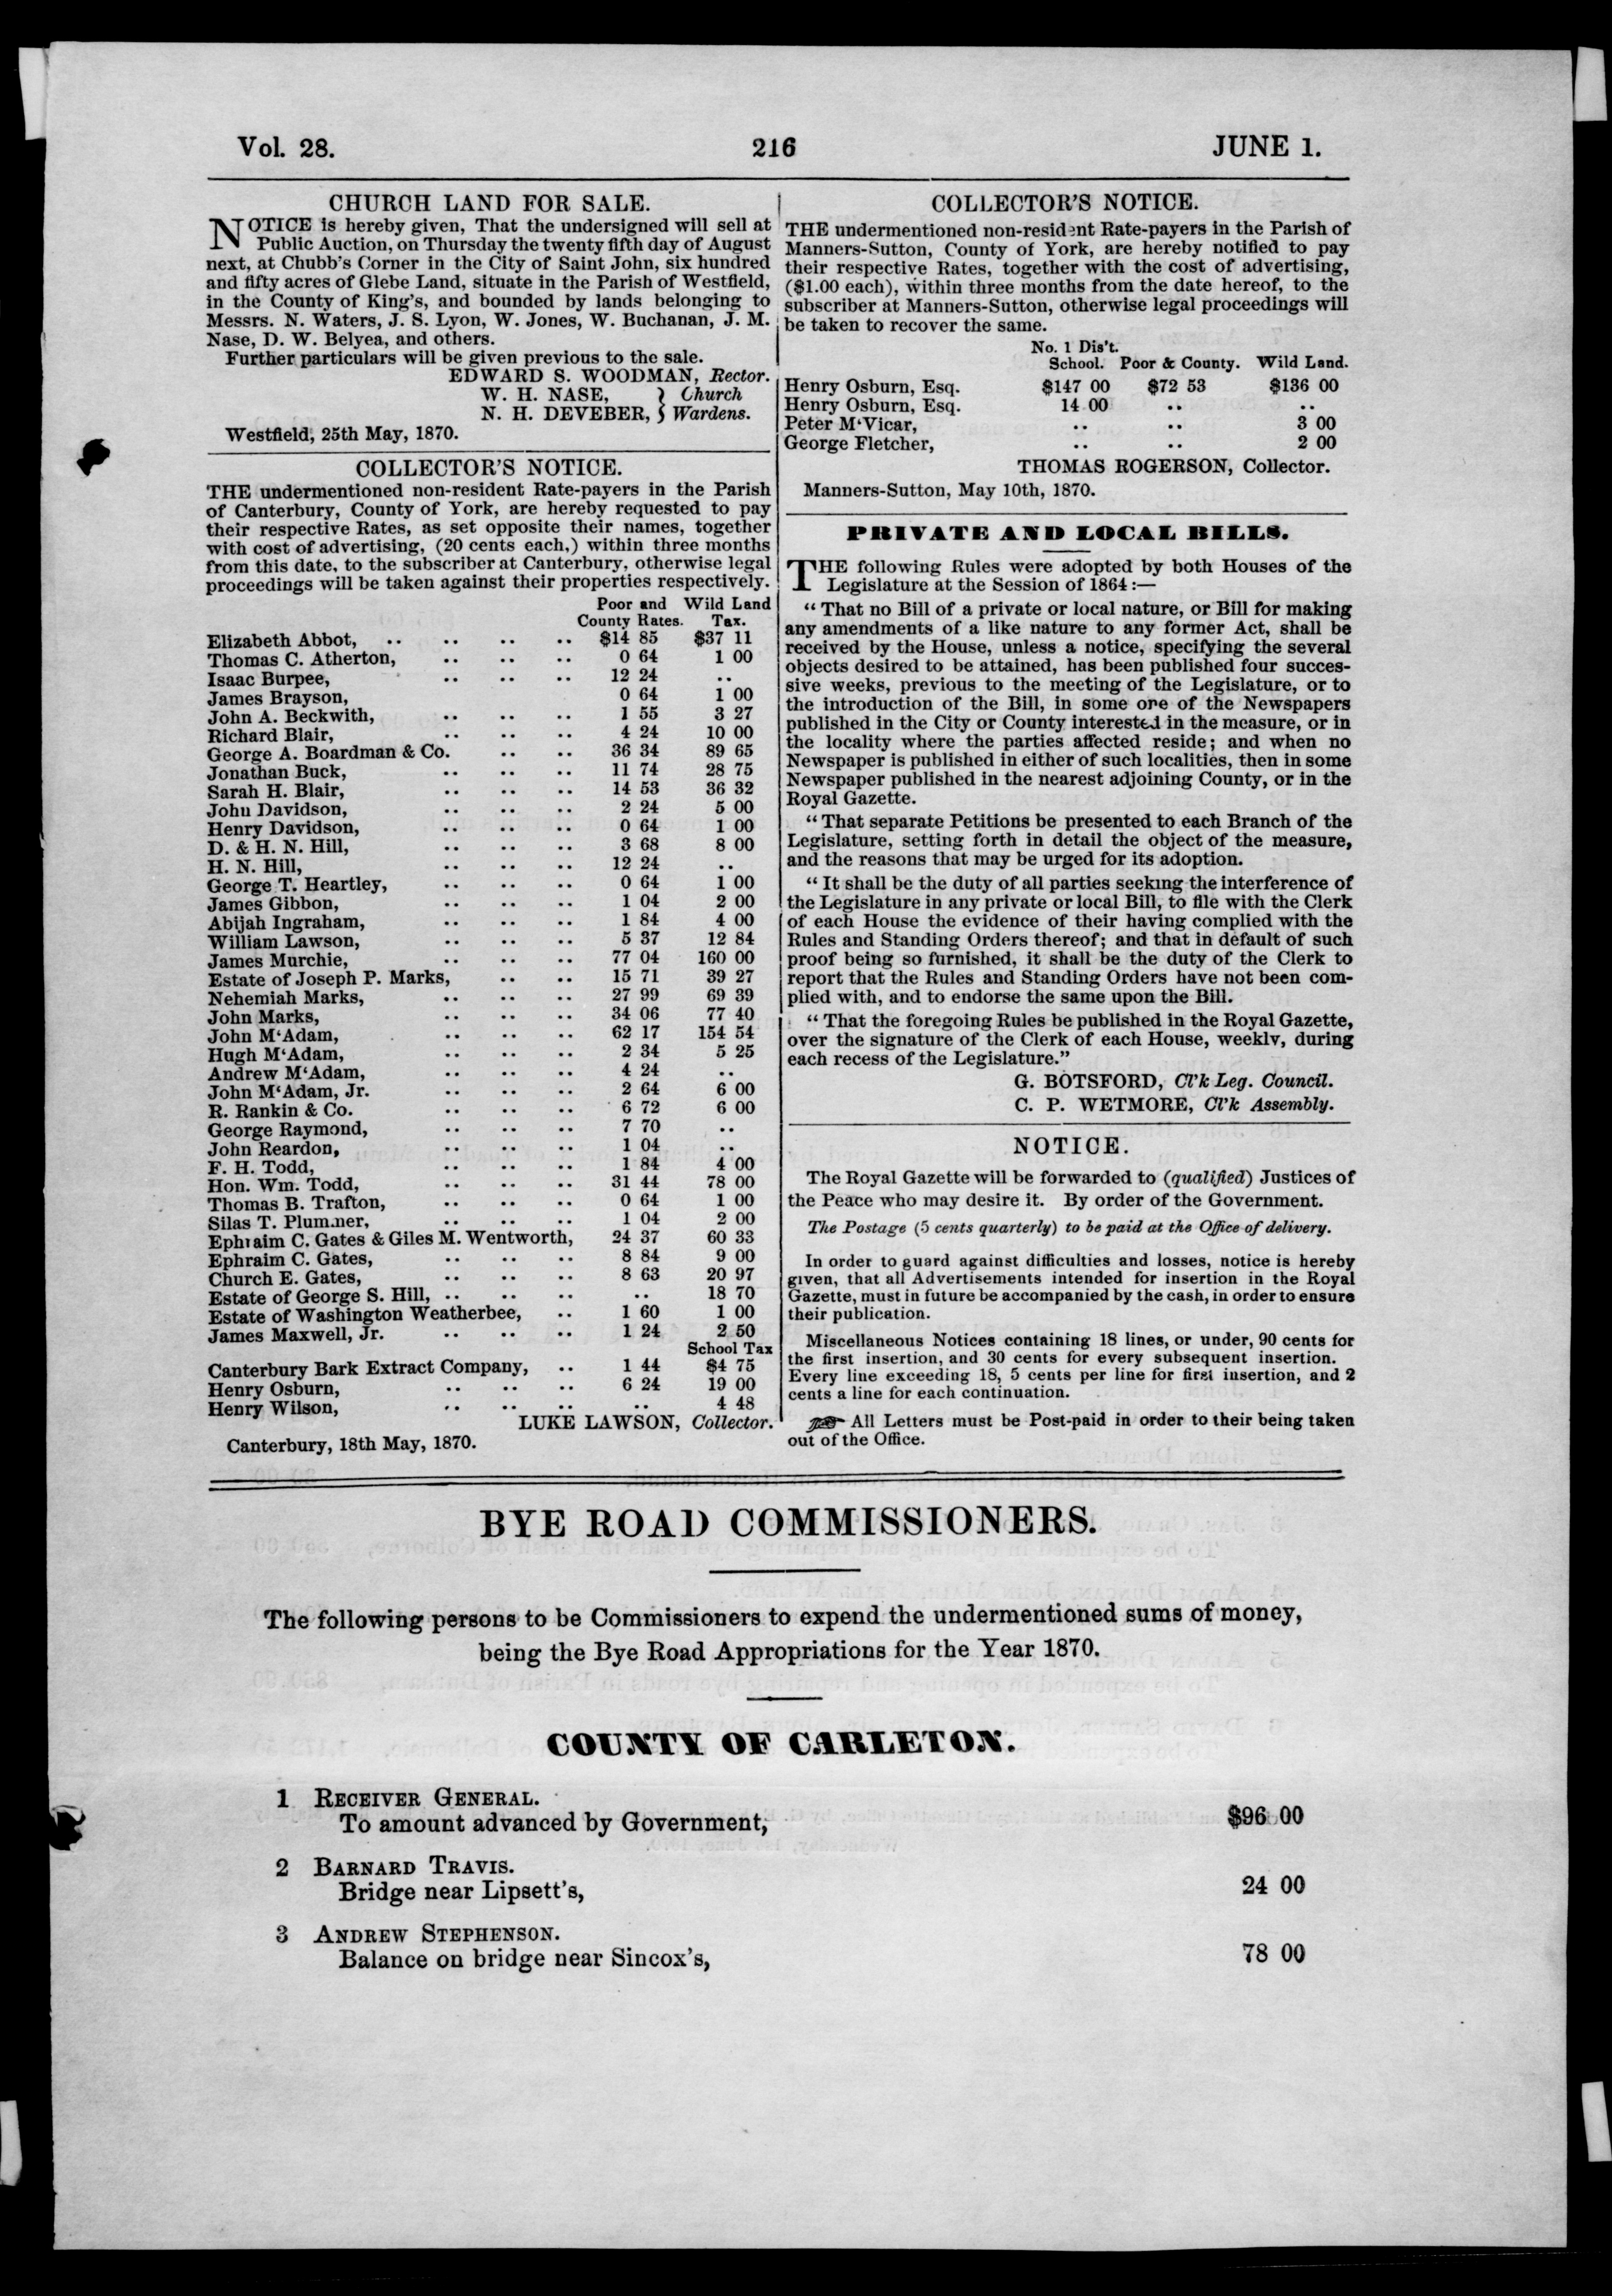 Vol. 28. 216 JUNE 1.
CHURCH LAND FOR SALE.
NOTICE is hereby given, That the undersigned will sell at
Public Auction, on Thursday the twenty fifth day of August
next, at Chubb's Corner in the City of Saint John, six hundred
and fifty acres of Glebe Land, situate in the Parish of Westfield,
in the County of King's, and bounded by lands belonging to
Messrs. N. Waters, J. S. Lyon, W. Jones, W. Buchanan, J. M.
Nase, D. W. Belyea, and others.
Further particulars will be given previous to the sale.
EDWARD S. WOODMAN, Rector.
W. H. NASE, } Church
N. H. DEVEBER, } Wardens.
Westfield, 25th May, 1870.
COLLECTOR'S NOTICE.
THE undermentioned non-resident Rate-payers in the Parish
of Canterbury, County of York, are hereby requested to pay
their respective Rates, as set opposite their names, together
with cost of advertising, (20 cents each,) within three months
from this date, to the subscriber at Canterbury, otherwise legal
proceedings will be taken against their properties respectively.
Poor and Wild Land
County Rates. Tax.
Elizabeth Abbot, .. .. .. .. $14 85 $37 11
Thomas C. Atherton, .. .. .. 0 64 1 00
Isaac Burpee, .. .. .. 12 24 ..
James Brayson, 0 64 1 00
John A. Beckwith, .. .. .. 1 55 3 27
Richard Blair, .. .. .. 4 24 10 00
George A. Boardman & Co. .. .. 36 34 89 65
Jonathan Buck, .. .. .. 11 74 28 75
Sarah H. Blair, .. .. .. 14 53 36 32
John Davidson, .. .. .. 2 24 5 00
Henry Davidson, .. .. .. 0 64 1 00
D. & H. N. Hill, .. .. .. 3 68 8 00
H. N. Hill, .. .. .. 12 24 ..
George T. Heartley, .. .. .. 0 64 1 00
James Gibbon, .. .. .. 1 04 2 00
Abijah Ingraham, .. .. .. 1 84 4 00
William Lawson, .. .. .. 5 37 12 84
James Murchie, .. .. .. 77 04 160 00
Estate of Joseph P. Marks, .. .. 15 71 39 27
Nehemiah Marks, .. .. .. 27 99 69 39
John Marks, .. .. .. 34 06 77 40
John M'Adam, .. .. .. 62 17 154 54
Hugh M'Adam, .. .. .. 2 34 5 25
Andrew M'Adam, .. .. .. 4 24 ..
John M'Adam, Jr. .. .. .. 2 64 6 00
R. Rankin & Co. .. .. .. 6 72 6 00
George Raymond, .. .. .. 7 70 ..
John Reardon, .. .. .. 1 04 ..
F. H. Todd, .. .. .. 1 84 4 00
Hon. Wm. Todd, .. .. .. 31 44 78 00
Thomas B. Trafton, .. .. .. 0 64 1 00
Silas T. Plummer, .. .. .. 1 04 2 00
Ephraim C. Gates & Giles M. Wentworth, 24 37 60 33
Ephraim C. Gates, .. .. .. 8 84 9 00
Church E. Gates, .. .. .. 8 63 20 97
Estate of George S. Hill, .. .. .. .. 18 70
Estate of Washington Weatherbee, .. 1 60 1 00
James Maxwell, Jr. .. .. .. 1 24 2 50
School Tax
Canterbury Bark Extract Company, .. 1 44 $4 75
Henry Osburn, .. .. .. 6 24 19 00
Henry Wilson, .. .. .. .. 4 48
LUKE LAWSON, Collector.
Canterbury, 18th May, 1870.
COLLECTOR'S NOTICE.
THE undermentioned non-resident Rate-payers in the Parish of
Manners-Sutton, County of York, are hereby notified to pay
their respective Rates, together with the cost of advertising,
($1.00 each), within three months from the date hereof, to the
subscriber at Manners-Sutton, otherwise legal proceedings will
be taken to recover the same.
No. 1 Dis't.
School. Poor & County. Wild Land.
Henry Osburn, Esq. $147 00 $72 53 $136 00
Henry Osburn, Esq. 14 00 .. ..
Peter M'Vicar, .. .. 3 00
George Fletcher, .. .. 2 00
THOMAS ROGERSON, Collector.
Manners-Sutton, May 10th, 1870.
PRIVATE AND LOCAL BILLS.
THE following Rules were adopted by both Houses of the
Legislature at the Session of 1864:—
"That no Bill of a private or local nature, or Bill for making
any amendments of a like nature to any former Act, shall be
received by the House, unless a notice, specifying the several
objects desired to be attained, has been published four succes-
sive weeks, previous to the meeting of the Legislature, or to
the introduction of the Bill, in some one of the Newspapers
published in the City or County interested in the measure, or in
the locality where the parties affected reside; and when no
Newspaper is published in either of such localities, then in some
Newspaper published in the nearest adjoining County, or in the
Royal Gazette.
"That separate Petitions be presented to each Branch of the
Legislature, setting forth in detail the object of the measure,
and the reasons that may be urged for its adoption.
"It shall be the duty of all parties seeking the interference of
the Legislature in any private or local Bill, to file with the Clerk
of each House the evidence of their having complied with the
Rules and Standing Orders thereof; and that in default of such
proof being so furnished, it shall be the duty of the Clerk to
report that the Rules and Standing Orders have not been com-
plied with, and to endorse the same upon the Bill.
"That the foregoing Rules be published in the Royal Gazette,
over the signature of the Clerk of each House, weekly, during
each recess of the Legislature."
G. BOTSFORD, Cl'k Leg. Council.
C. P. WETMORE, Cl'k Assembly.
NOTICE.
The Royal Gazette will be forwarded to (qualified) Justices of
the Peace who may desire it. By order of the Government.
The Postage (5 cents quarterly) to be paid at the Office of delivery.
In order to guard against difficulties and losses, notice is hereby
given, that all Advertisements intended for insertion in the Royal
Gazette, must in future be accompanied by the cash, in order to ensure
their publication.
Miscellaneous Notices containing 18 lines, or under, 90 cents for
the first insertion, and 30 cents for every subsequent insertion.
Every line exceeding 18, 5 cents per line for first insertion, and 2
cents a line for each continuation.
☞ All Letters must be Post-paid in order to their being taken
out of the Office.
BYE ROAD COMMISSIONERS.
The following persons to be Commissioners to expend the undermentioned sums of money,
being the Bye Road Appropriations for the Year 1870.
COUNTY OF CARLETON.
1 RECEIVER GENERAL.
To amount advanced by Government, $96 00
2 BARNARD TRAVIS.
Bridge near Lipsett's, 24 00
3 ANDREW STEPHENSON.
Balance on bridge near Sincox's, 78 00